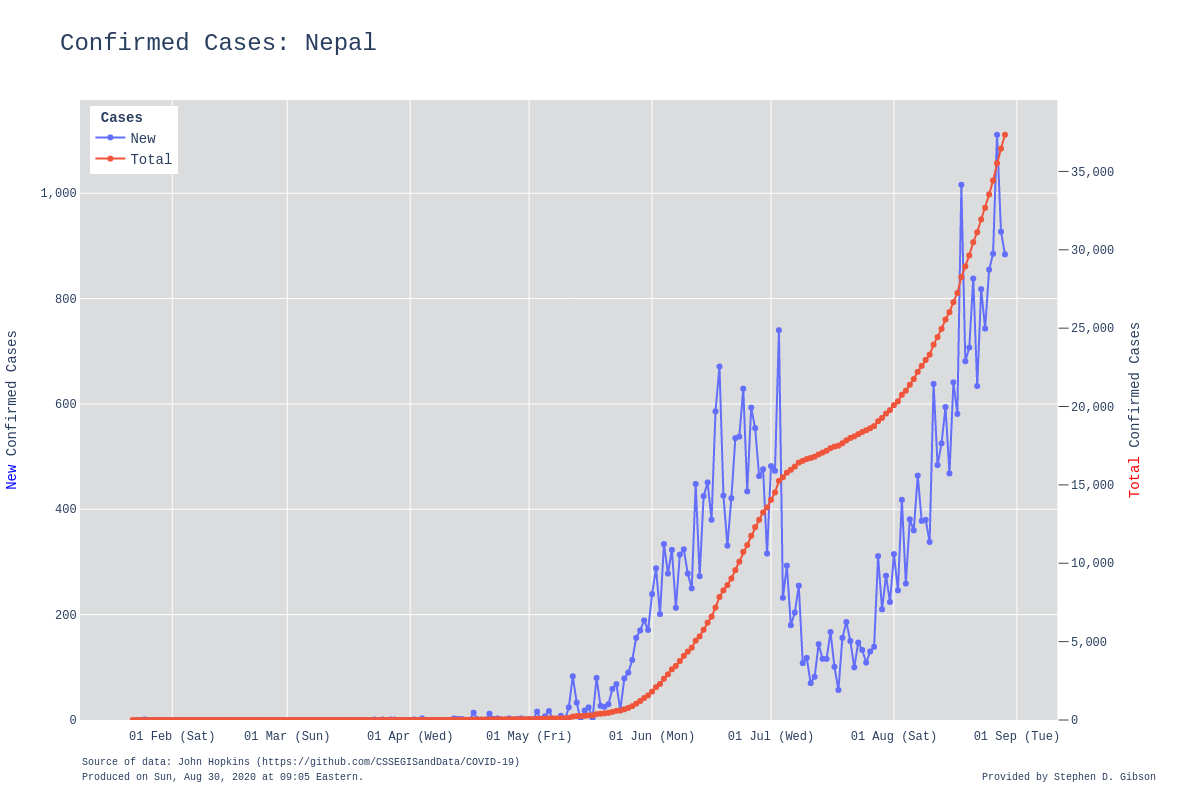 Confirmed Cases: Nepal
Cases
New
Total
1,000
800
600
400
200
0
35,000
30,000
25,000
20,000
15,000
10,000
5,000
0
New Confirmed Cases
Total Confirmed Cases
01 Feb (Sat) 01 Mar (Sun) 01 Apr (Wed) 01 May (Fri) 01 Jun (Mon) 01 Jul (Wed) 01 Aug (Sat) 01 Sep (Tue)
Source of data: John Hopkins (https://github.com/CSSEGISandData/COVID-19)
Produced on Sun, Aug 30, 2020 at 09:05 Eastern.
Provided by Stephen D. Gibson